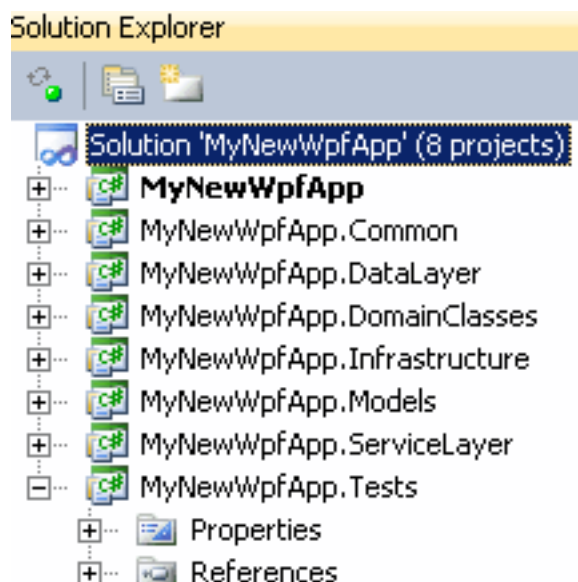 Solution Explorer
Solution 'MyNewWpfApp' (8 projects)
C# MyNewWpfApp
C# MyNewWpfApp.Common
C# MyNewWpfApp.DataLayer
C# MyNewWpfApp.DomainClasses
C# MyNewWpfApp.Infrastructure
C# MyNewWpfApp.Models
C# MyNewWpfApp.ServiceLayer
C# MyNewWpfApp.Tests
Properties
References